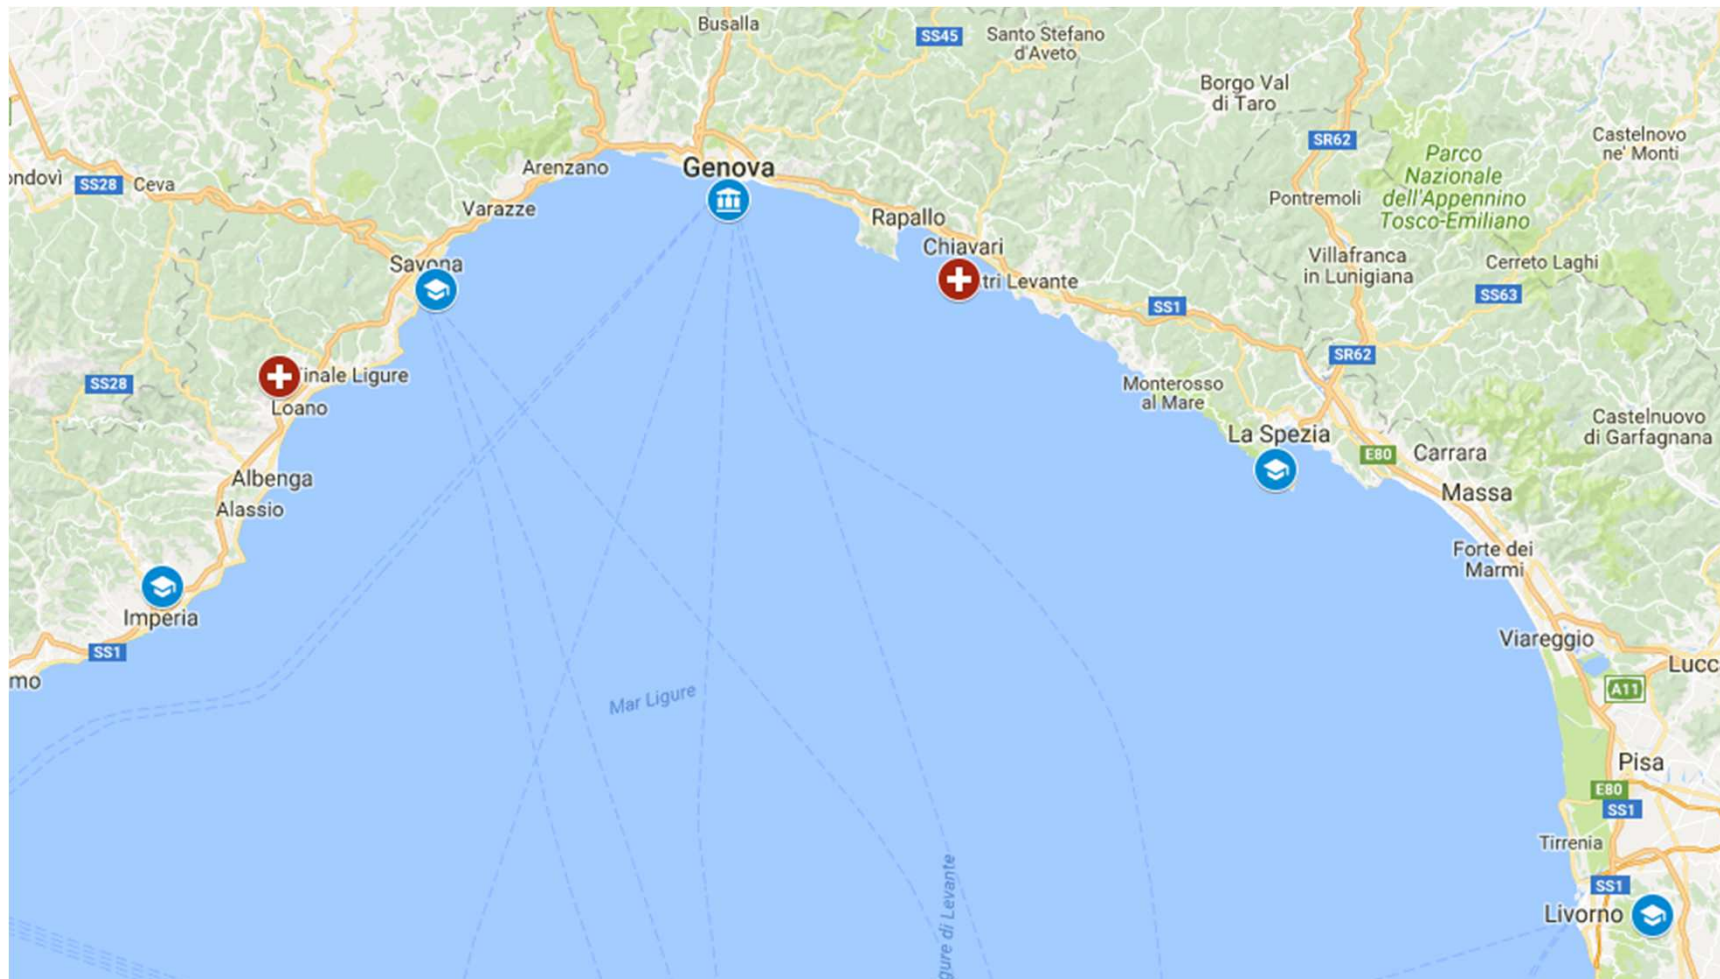 Busalla
SS45
Santo Stefano
d'Aveto
Borgo Val
di Taro
SR62
Castelnovo
ne' Monti
Parco
Nazionale
dell'Appennino
Tosco-Emiliano
Arenzano
Genova
ondovì
SS28
Ceva
Pontremoli
Varazze
Rapallo
Chiavari
Savona
Villafranca
in Lunigiana
Cerreto Laghi
tri Levante
SS63
SS1
SR62
inale Ligure
SS28
Loano
Monterosso
al Mare
Castelnuovo
di Garfagnana
La Spezia
E80
Carrara
Albenga
Massa
Alassio
Forte dei
Marmi
Imperia
Viareggio
SS1
Lucc
mo
Mar Ligure
A11
Pisa
E80
SS1
Tirrenia
SS1
Livorno
gure di Levante